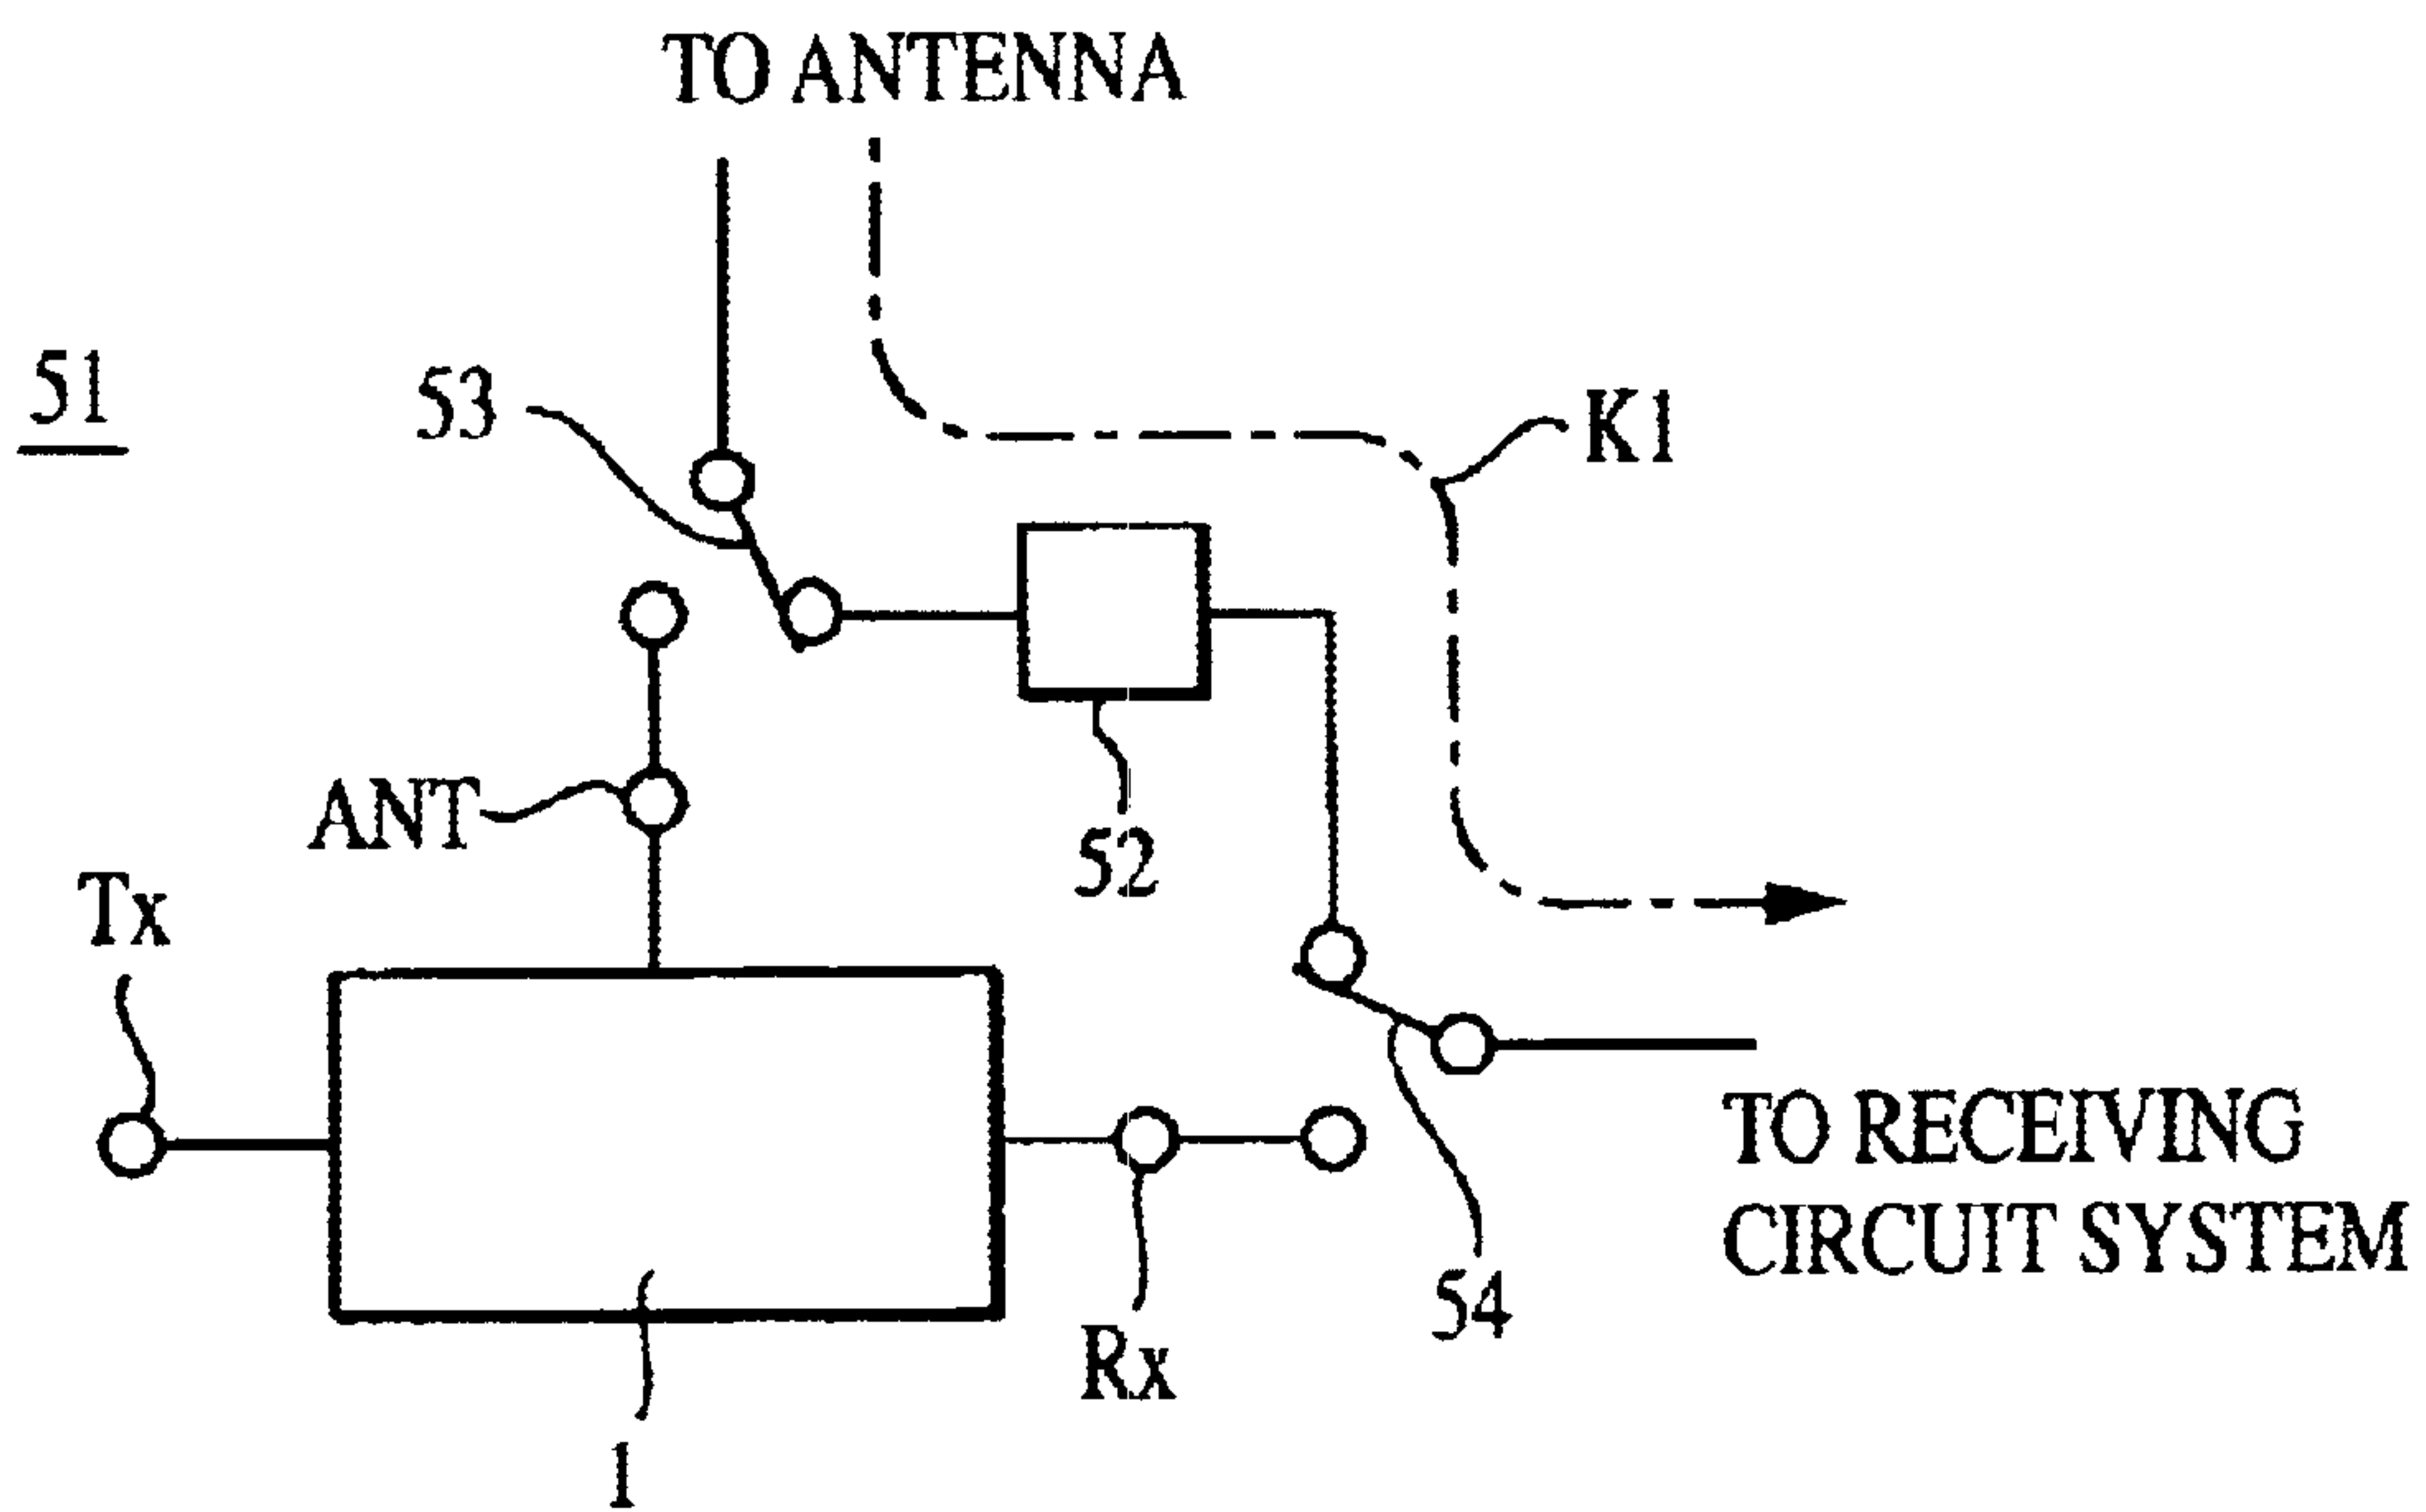 TO ANTENNA
51
53
K1
ANT
52
Tx
TO RECEIVING
CIRCUIT SYSTEM
54
Rx
1